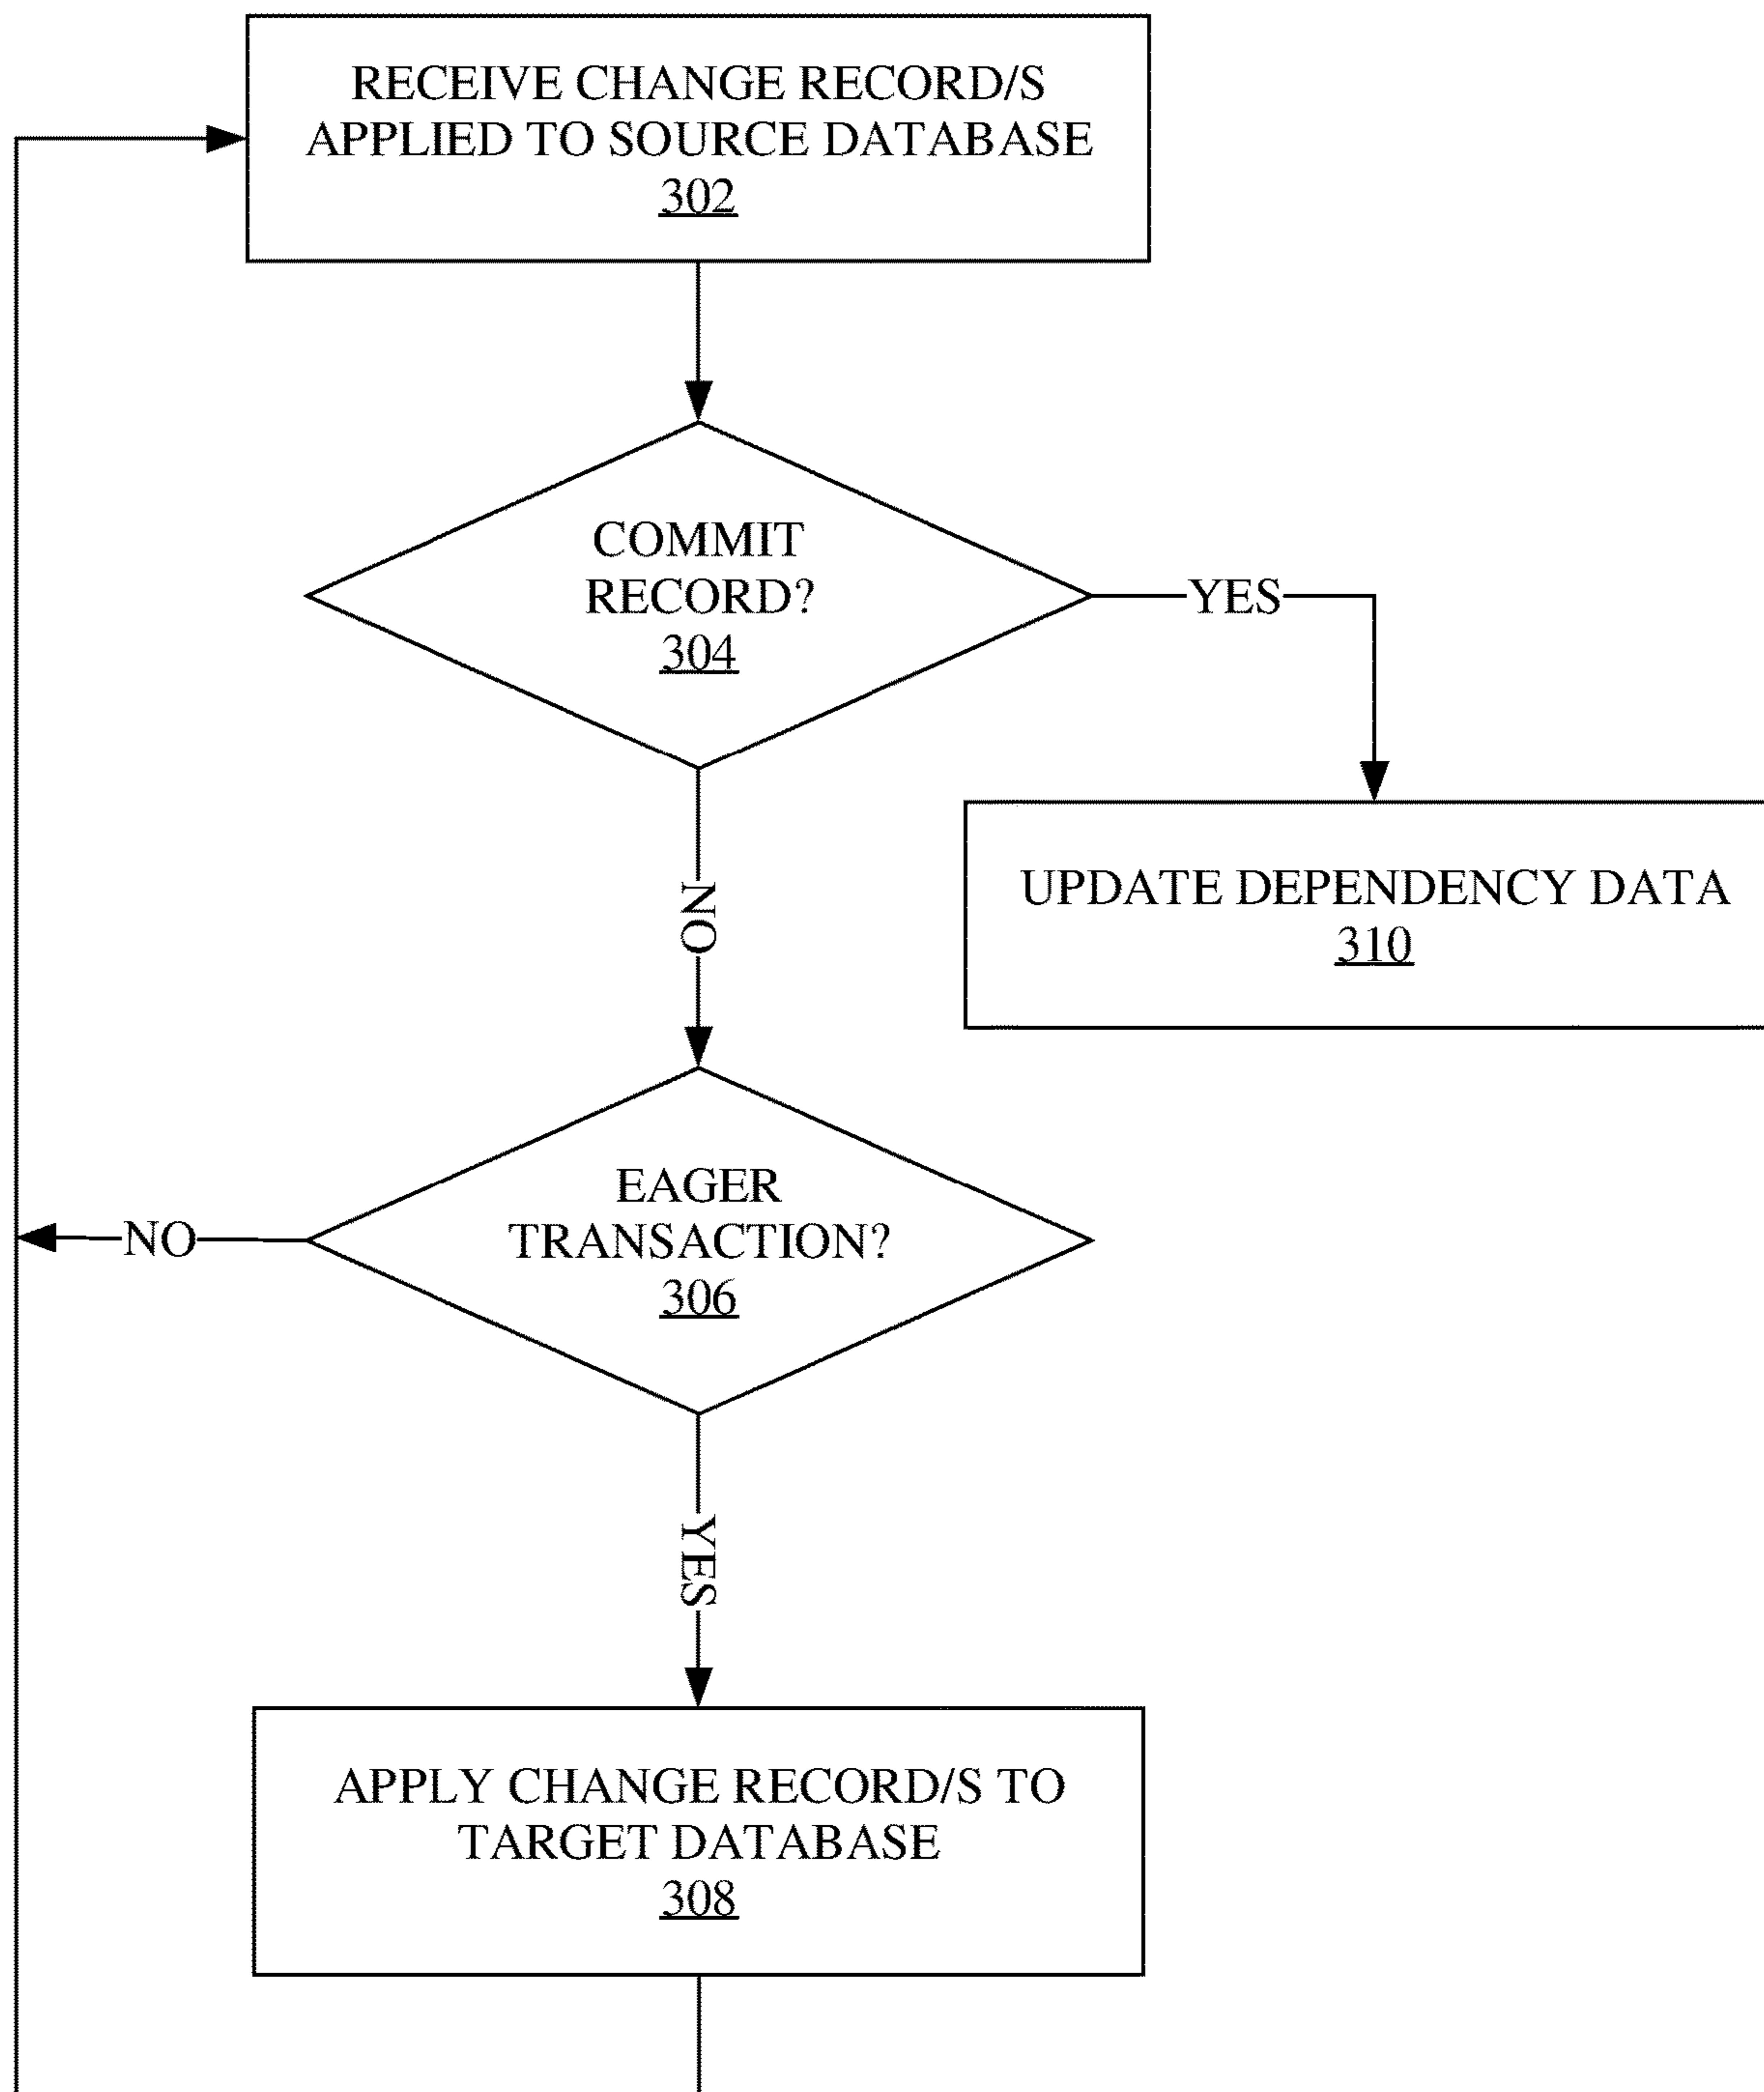 RECEIVE CHANGE RECORD/S
APPLIED TO SOURCE DATABASE
302
COMMIT
RECORD?
304
YES
NO
UPDATE DEPENDENCY DATA
310
EAGER
TRANSACTION?
306
NO
YES
APPLY CHANGE RECORD/S TO
TARGET DATABASE
308